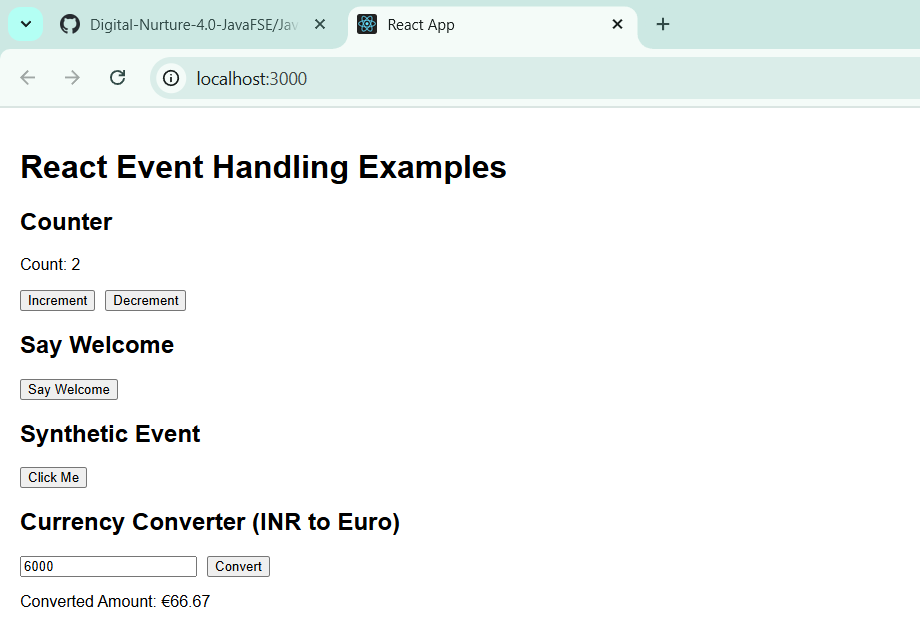 Digital-Nurture-4.0-JavaFSE/Jav
React App
localhost:3000
React Event Handling Examples
Counter
Count: 2
Increment Decrement
Say Welcome
Say Welcome
Synthetic Event
Click Me
Currency Converter (INR to Euro)
6000 Convert
Converted Amount: €66.67